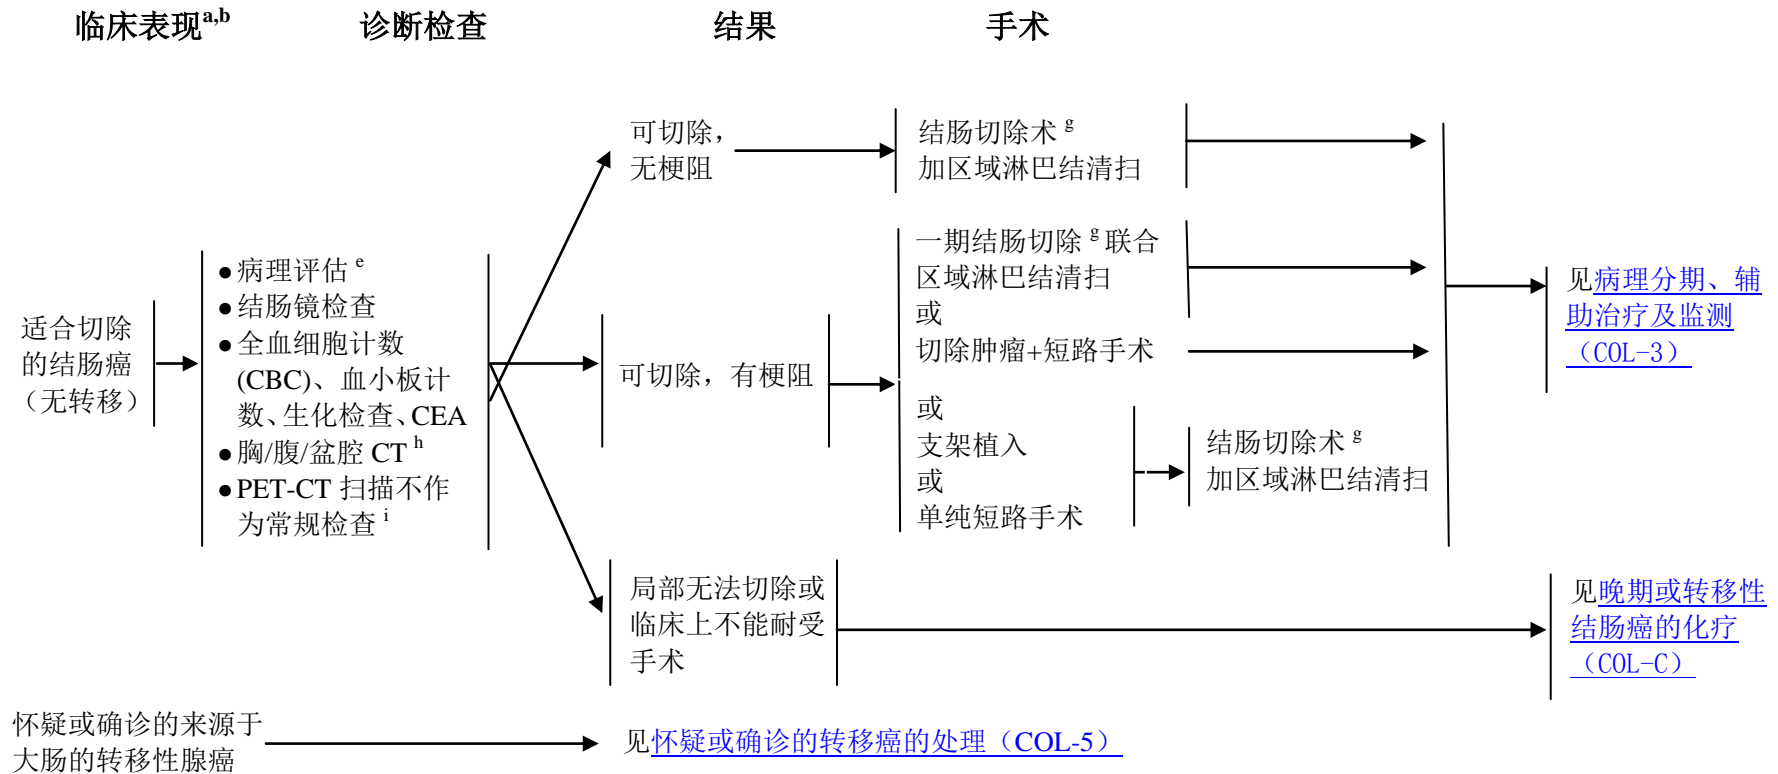 临床表现a,b
诊断检查
结果
手术
适合切除
的结肠癌
（无转移）
●病理评估 e
●结肠镜检查
●全血细胞计数
(CBC)、血小板计
数、生化检查、CEA
●胸/腹/盆腔 CT h
●PET-CT 扫描不作
为常规检查 i
可切除，
无梗阻
结肠切除术 g
加区域淋巴结清扫
可切除，有梗阻
一期结肠切除 g 联合
区域淋巴结清扫
或
切除肿瘤+短路手术
或
支架植入
或
单纯短路手术
结肠切除术 g
加区域淋巴结清扫
见病理分期、辅
助治疗及监测
（COL-3）
局部无法切除或
临床上不能耐受
手术
见晚期或转移性
结肠癌的化疗
（COL-C）
怀疑或确诊的来源于
大肠的转移性腺癌
见怀疑或确诊的转移癌的处理（COL-5）